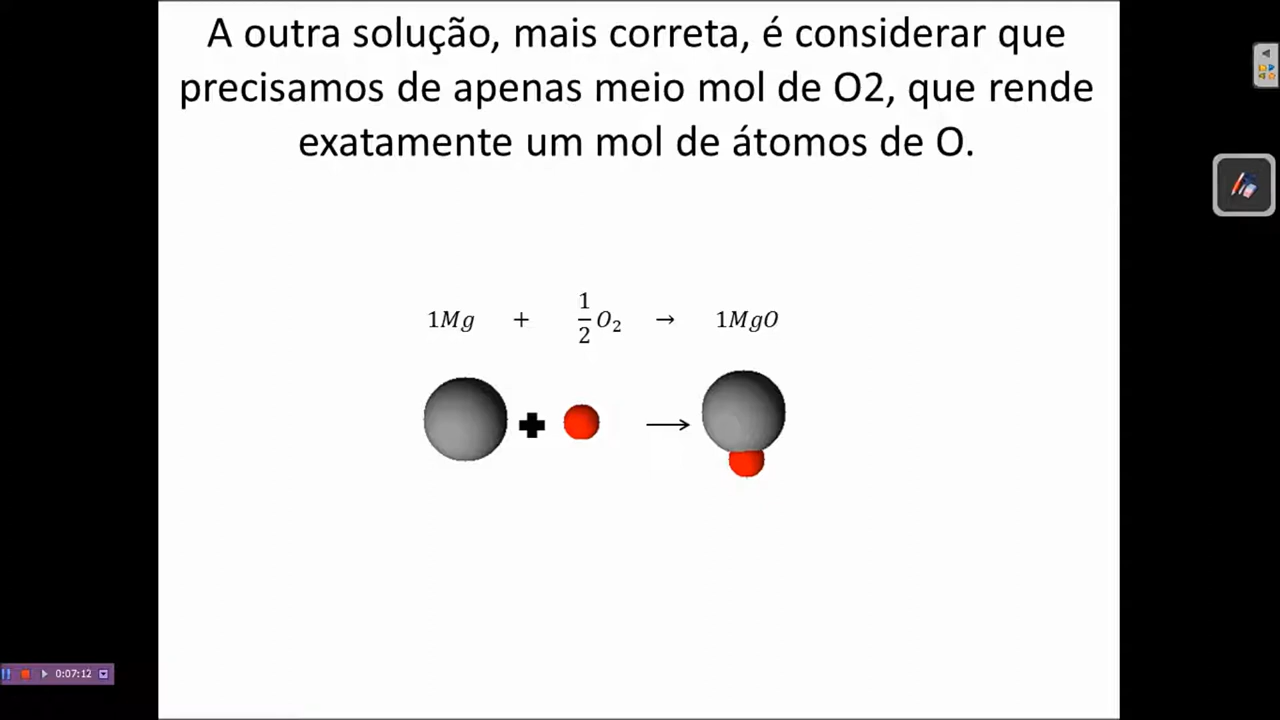 A outra solução, mais correta, é considerar que
precisamos de apenas meio mol de O2, que rende
exatamente um mol de átomos de O.
1Mg + 1/2 O₂ → 1MgO
0:07:12